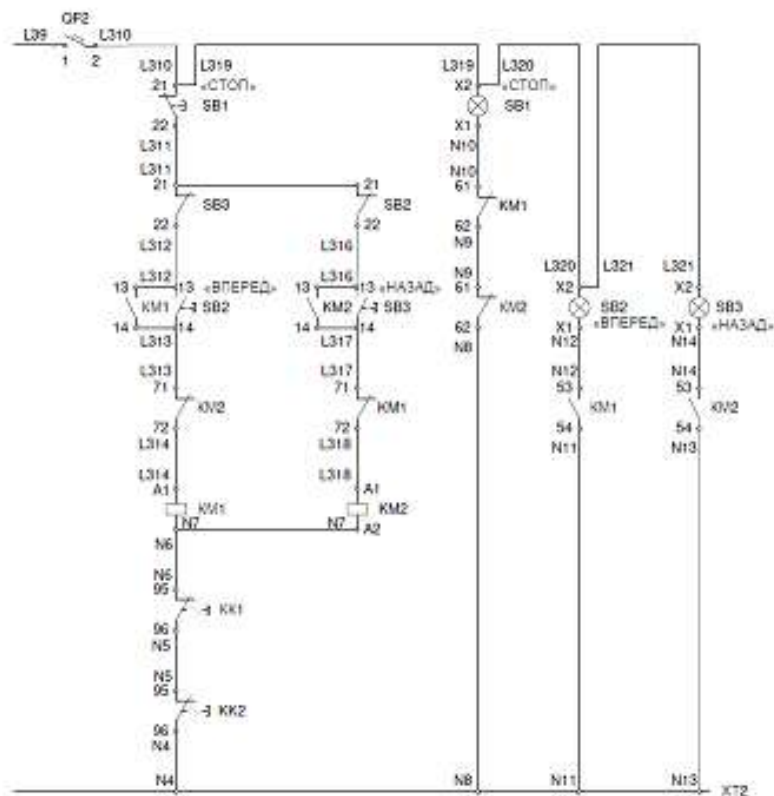 QF2
L39 L310
1 2
L310 L319 L319 L320
21 «СТОП» X2 «СТОП»
SB1 SB1
22 X1
L311 N10
L311 N10
21 21 61
SB3 SB2 KM1
22 22 62
L312 L316 N9
L312 L316 N9 L320 L321 L321
13 13 «ВПЕРЕД» 13 13 «НАЗАД» 61 X2 X2
KM1 SB2 KM2 SB3 KM2 SB2 SB3
14 14 14 14 62 X1 «ВПЕРЕД» X1 «НАЗАД»
L313 L317 N8 N12 N14
L313 L317 N12 N14
71 71 53 53
KM2 KM1 KM1 KM2
72 72 54 54
L314 L318 N11 N13
L314 L318
A1 A1
KM1 KM2
N7 N7 A2
N6
N6
95
KK1
96
N5
N5
95
KK2
96
N4
N4 N8 N11 N13 XT2